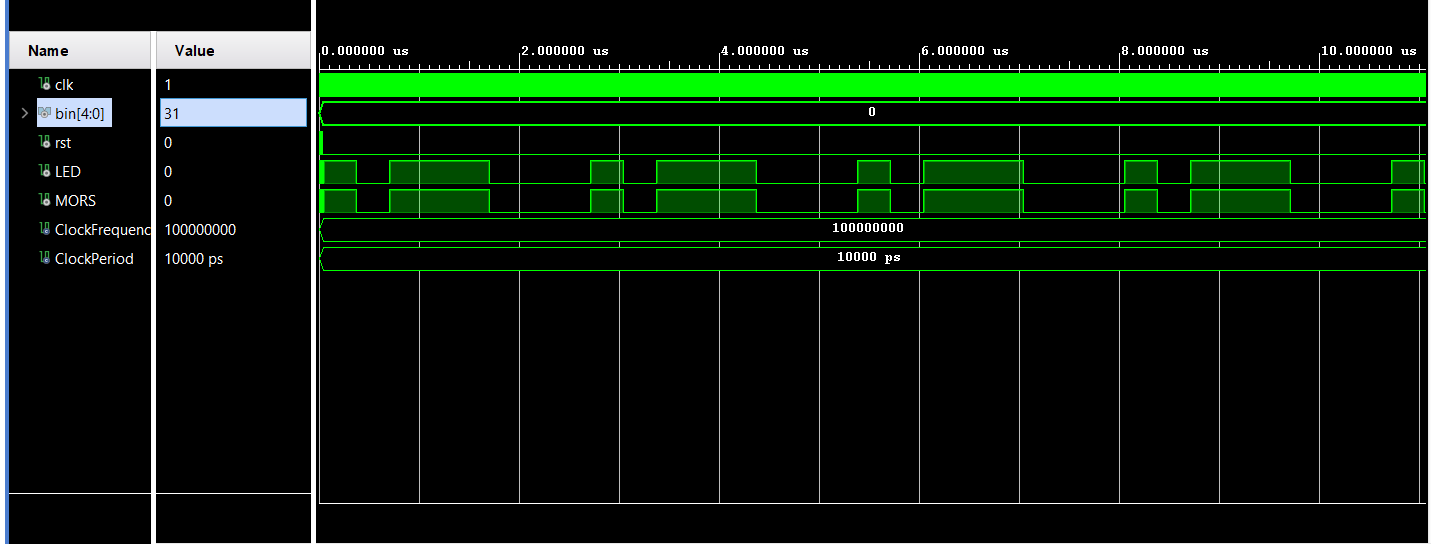 Name Value
0.000000 us 2.000000 us 4.000000 us 6.000000 us 8.000000 us 10.000000 us
clk 1
bin[4:0] 31 0
rst 0
LED 0
MORS 0
ClockFrequenc 100000000 100000000
ClockPeriod 10000 ps 10000 ps